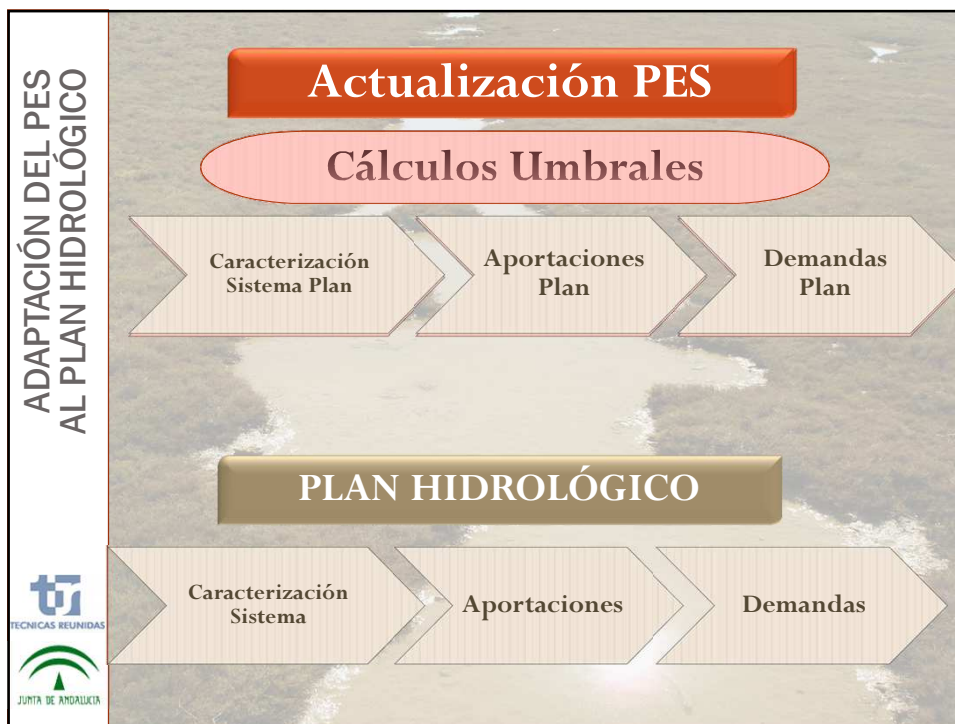 ADAPTACIÓN DEL PES
AL PLAN HIDROLÓGICO
Actualización PES
Cálculos Umbrales
Caracterización
Sistema Plan
Aportaciones
Plan
Demandas
Plan
PLAN HIDROLÓGICO
Caracterización
Sistema
Aportaciones
Demandas
tr
TECNICAS REUNIDAS
JUNTA DE ANDALUCIA